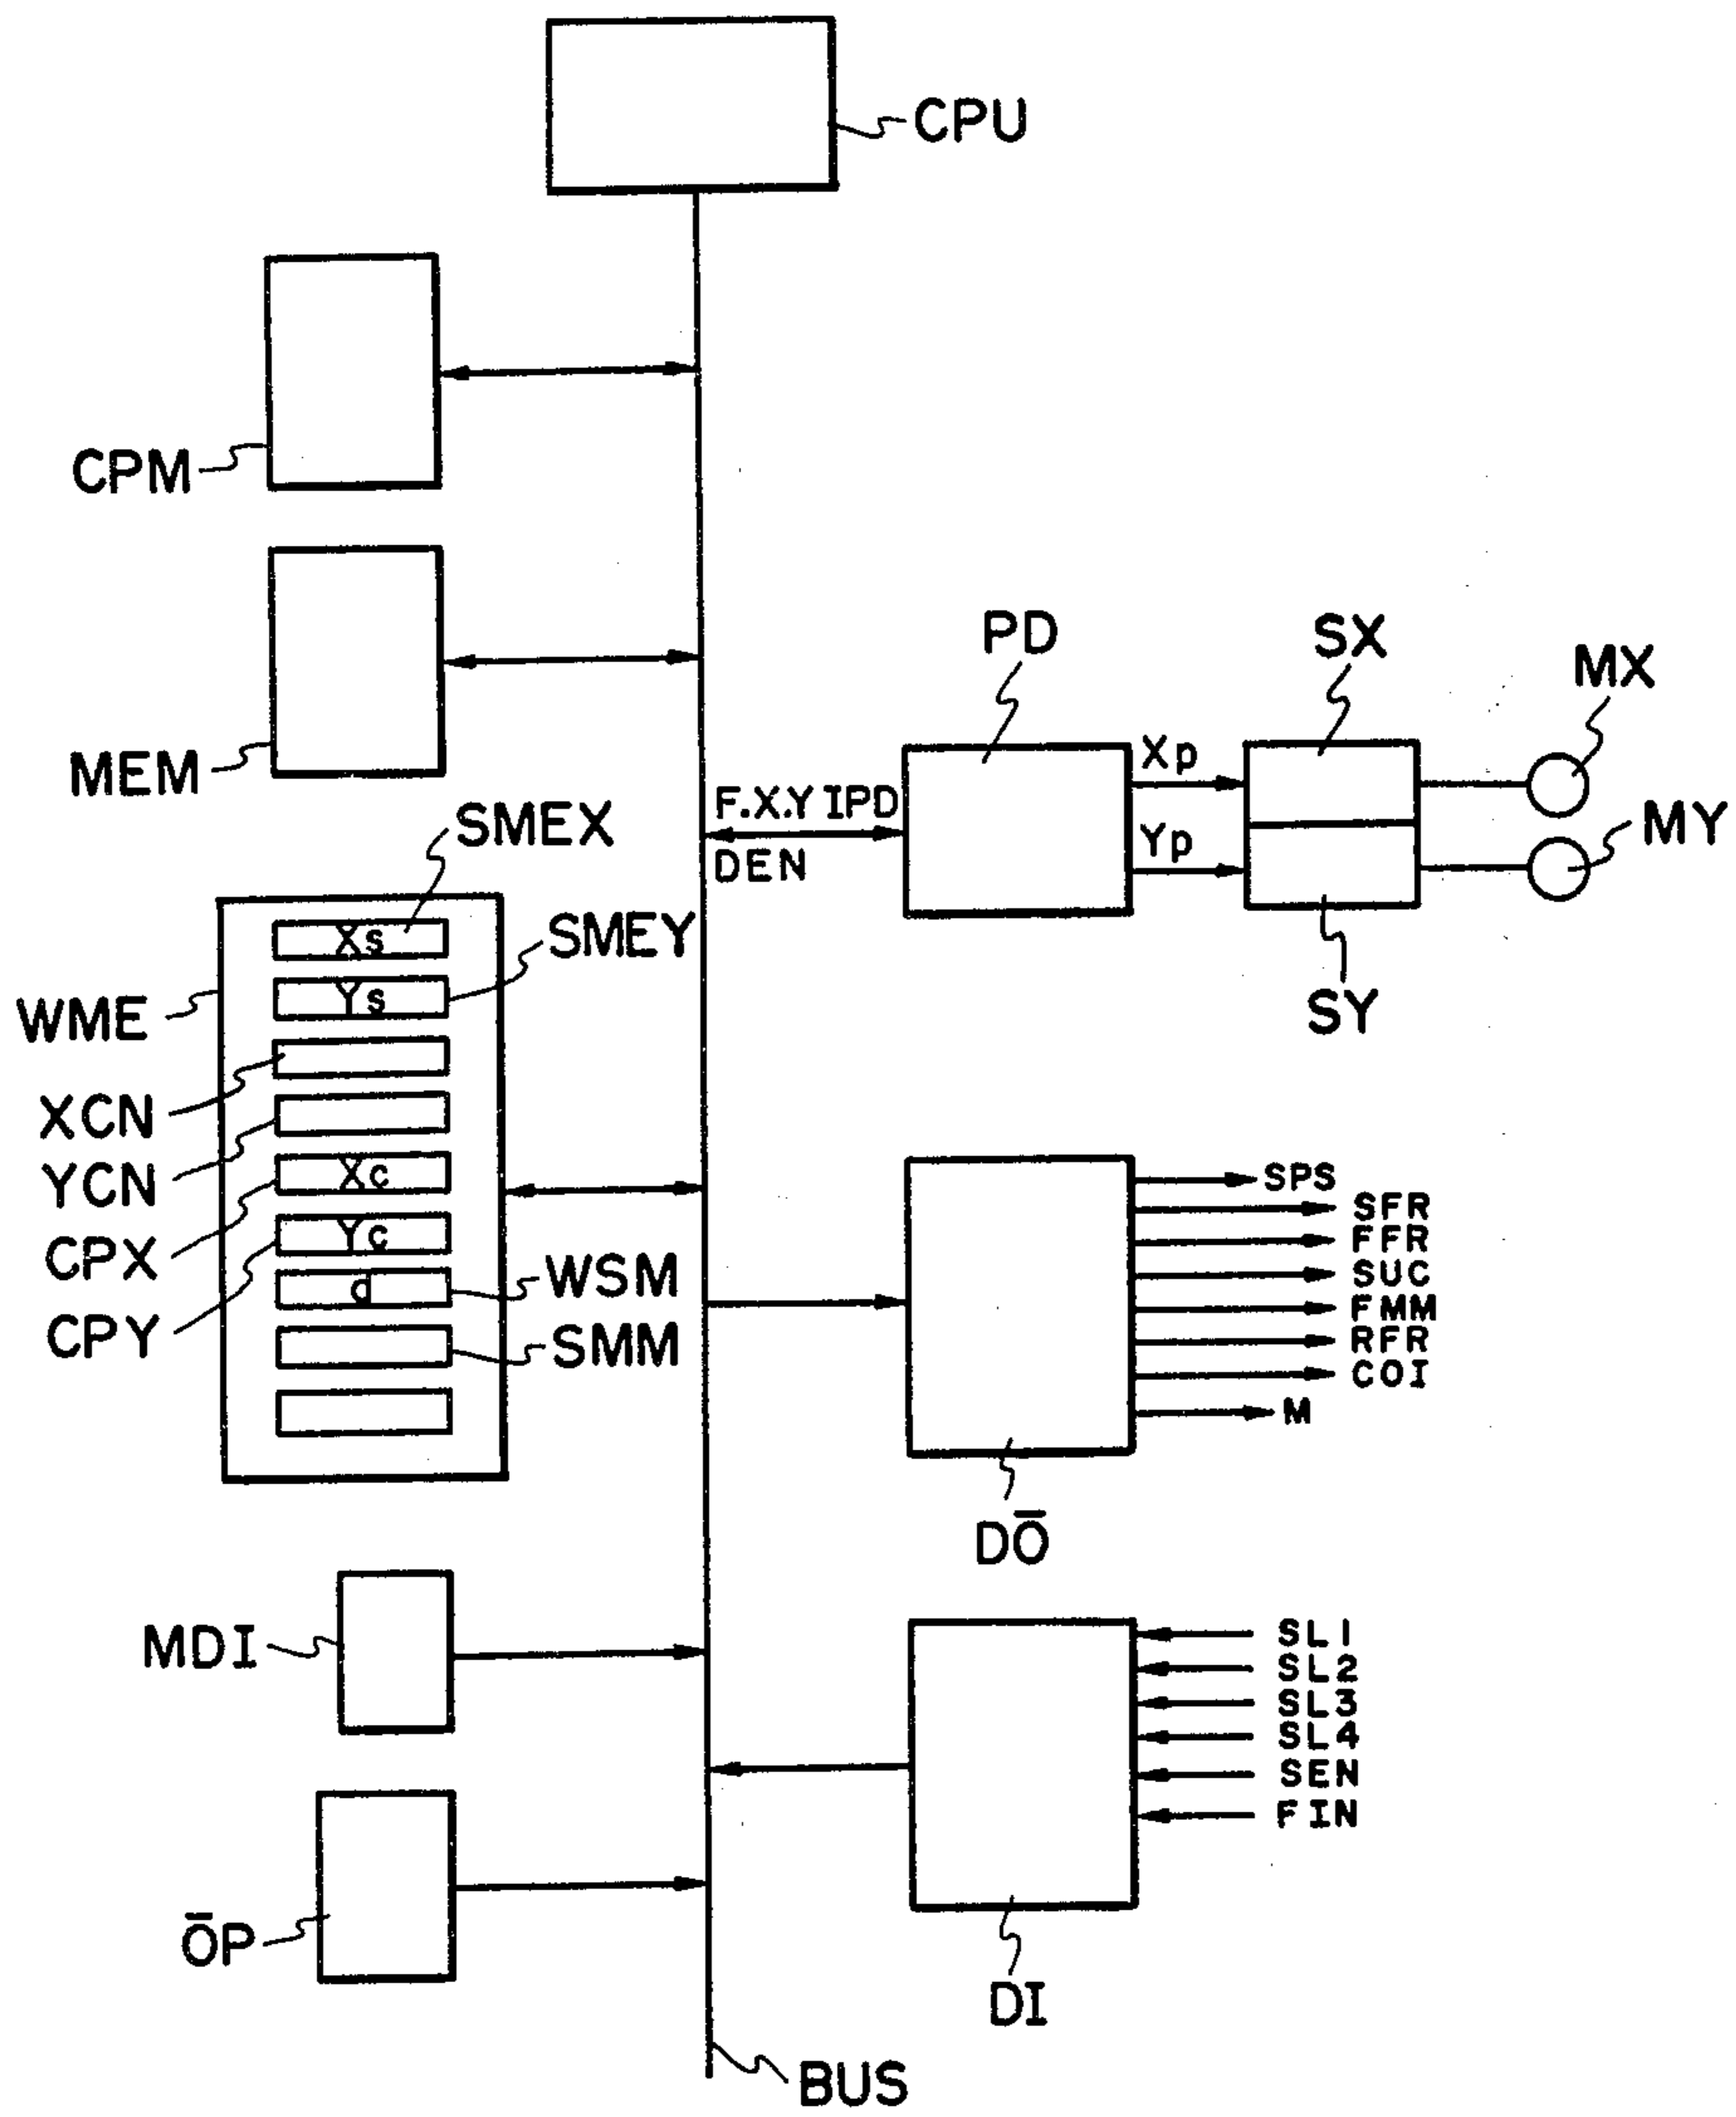 CPU
CPM
MEM
PD
SX
MX
Xp
F.X.Y IPD
MY
Yp
DEN
SMEX
Xs
SMEY
Ys
WME
SY
XCN
YCN
Xc
CPX
Yc
CPY
WSM
d
SMM
SPS
SFR
FFR
SUC
FMM
RFR
COI
M
DŌ
MDI
SL1
SL2
SL3
SL4
SEN
FIN
ŌP
DI
BUS